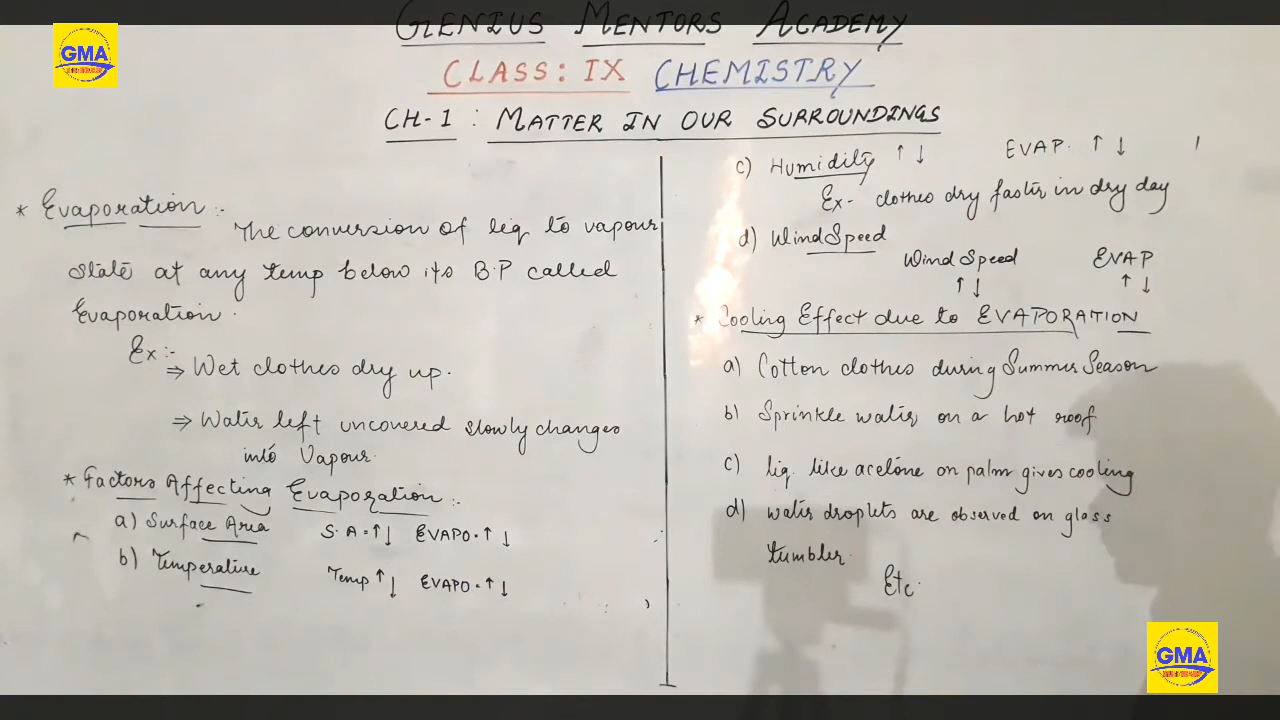 GENIUS MENTORS ACADEMY
CLASS: IX CHEMISTRY
CH-1 : MATTER IN OUR SURROUNDINGS
* Evaporation :-
The conversion of liq to vapour
state at any temp below its B.P called
Evaporation.
Ex :-
⇒ Wet clothes dry up.
⇒ Water left uncovered slowly changes
into Vapour.
* Factors Affecting Evaporation :-
a) Surface Area S.A. ↑↓ EVAPO. ↑↓
b) Temperature Temp ↑↓ EVAPO. ↑↓
c) Humidity ↑↓ EVAP. ↑↓
Ex- clothes dry faster in dry day
d) Wind Speed
Wind Speed EVAP
↑↓ ↑↓
* Cooling Effect due to EVAPORATION
a) Cotton clothes during Summer Season
b) Sprinkle water on a hot roof
c) liq. like acetone on palm gives cooling
d) water droplets are observed on glass
tumbler.
Etc.
GMA
GMA